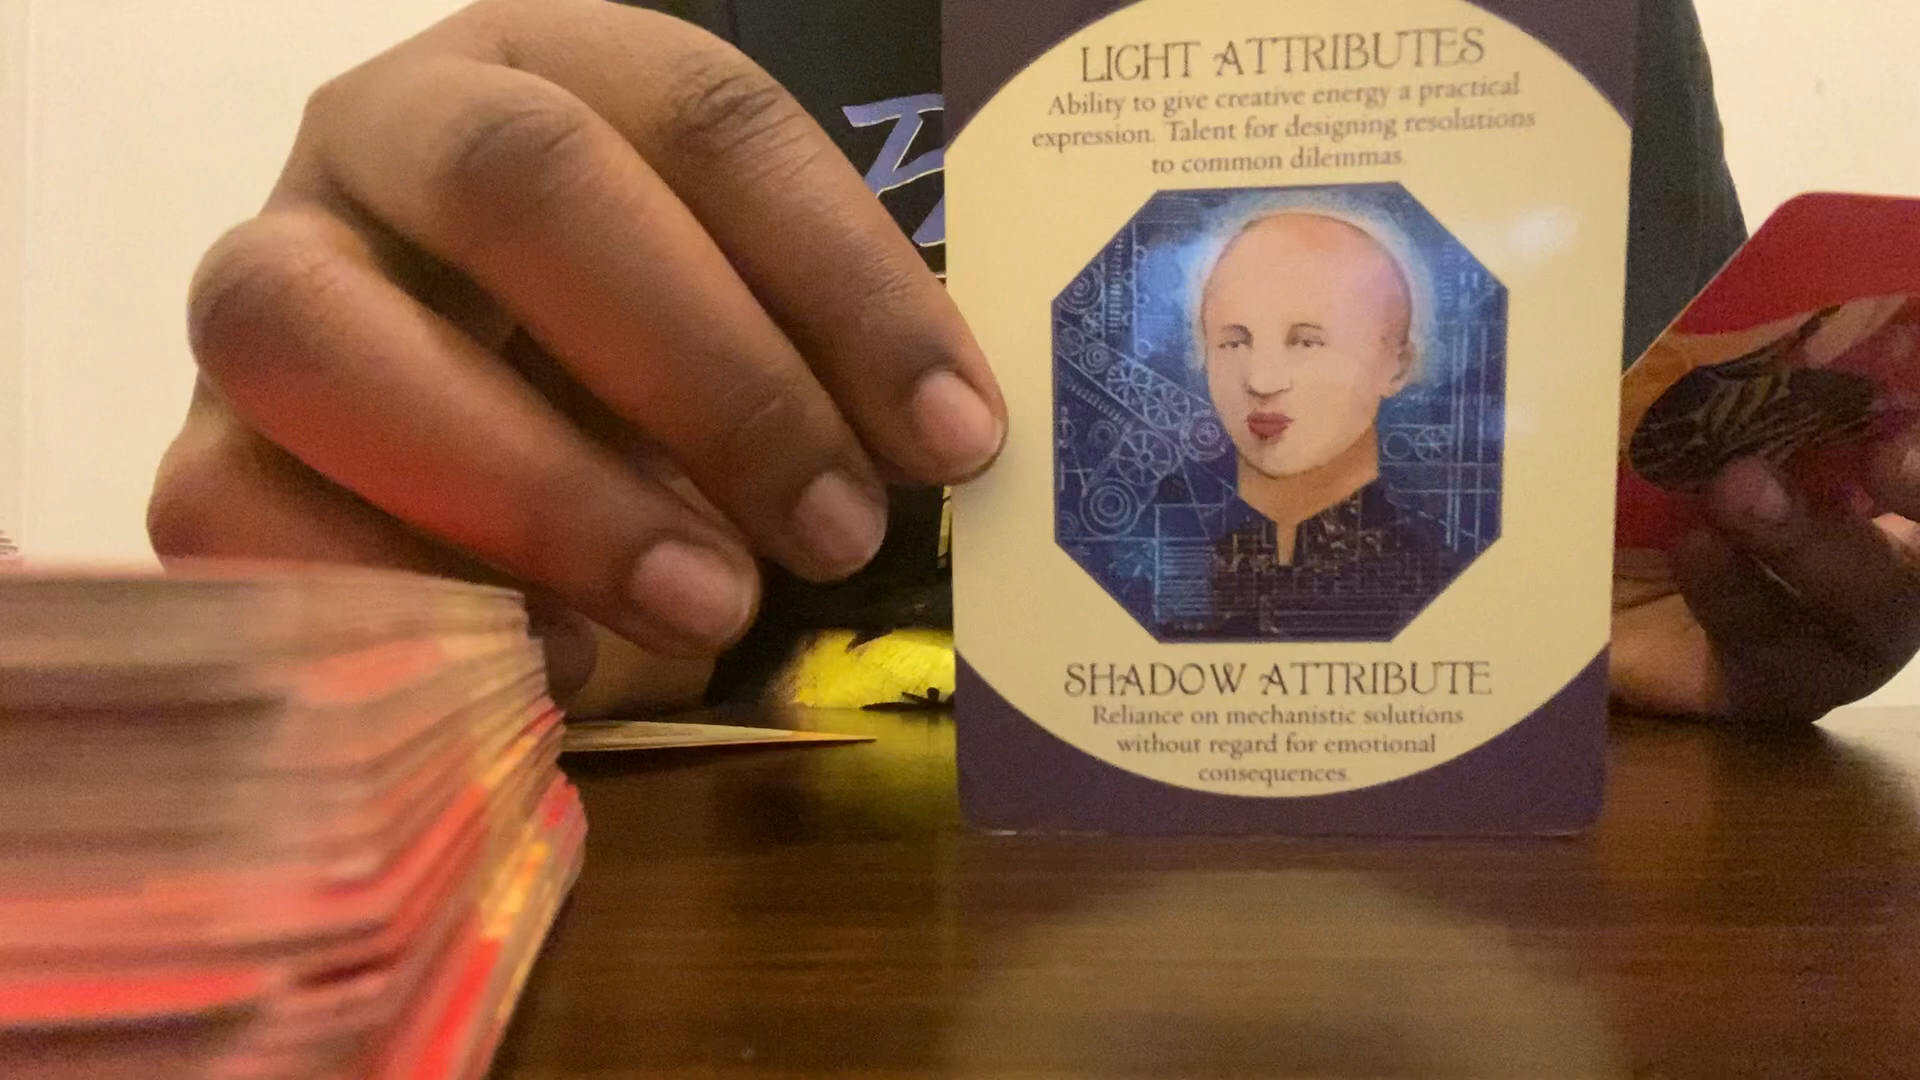 LIGHT ATTRIBUTES
Ability to give creative energy a practical
expression. Talent for designing resolutions
to common dilemmas.
SHADOW ATTRIBUTE
Reliance on mechanistic solutions
without regard for emotional
consequences.